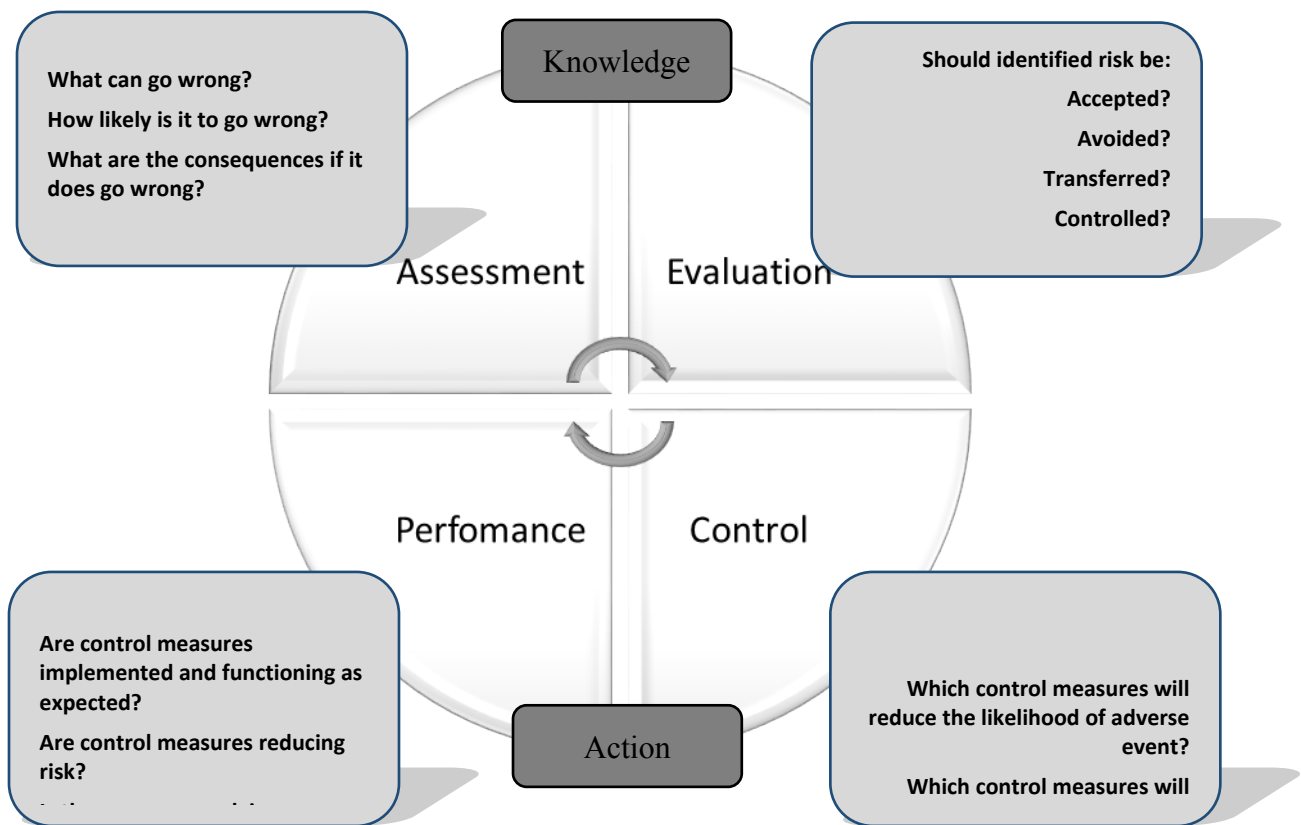 Knowledge
What can go wrong?
How likely is it to go wrong?
What are the consequences if it
does go wrong?
Should identified risk be:
Accepted?
Avoided?
Transferred?
Controlled?
Assessment
Evaluation
Perfomance
Control
Are control measures
implemented and functioning as
expected?
Are control measures reducing
risk?
Action
Which control measures will
reduce the likelihood of adverse
event?
Which control measures will